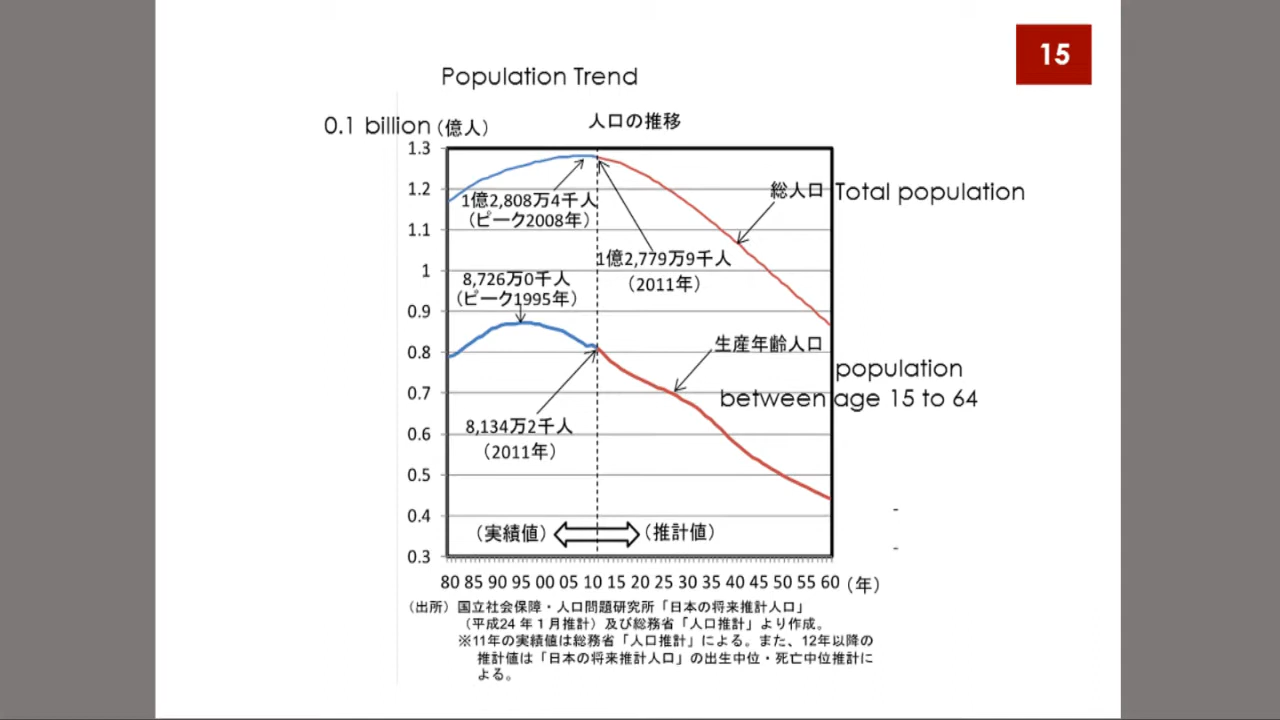 15
Population Trend
0.1 billion（億人）
人口の推移
1.3
1.2
1.1
1
0.9
0.8
0.7
0.6
0.5
0.4
0.3
1億2,808万4千人
（ピーク2008年）
総人口
Total population
1億2,779万9千人
（2011年）
8,726万0千人
（ピーク1995年）
生産年齢人口
population
between age 15 to 64
8,134万2千人
（2011年）
（実績値）
（推計値）
-
-
80 85 90 95 00 05 10 15 20 25 30 35 40 45 50 55 60（年）
（出所）国立社会保障・人口問題研究所「日本の将来推計人口」
（平成24年１月推計）及び総務省「人口推計」より作成。
※11年の実績値は総務省「人口推計」による。また、12年以降の
推計値は「日本の将来推計人口」の出生中位・死亡中位推計に
よる。